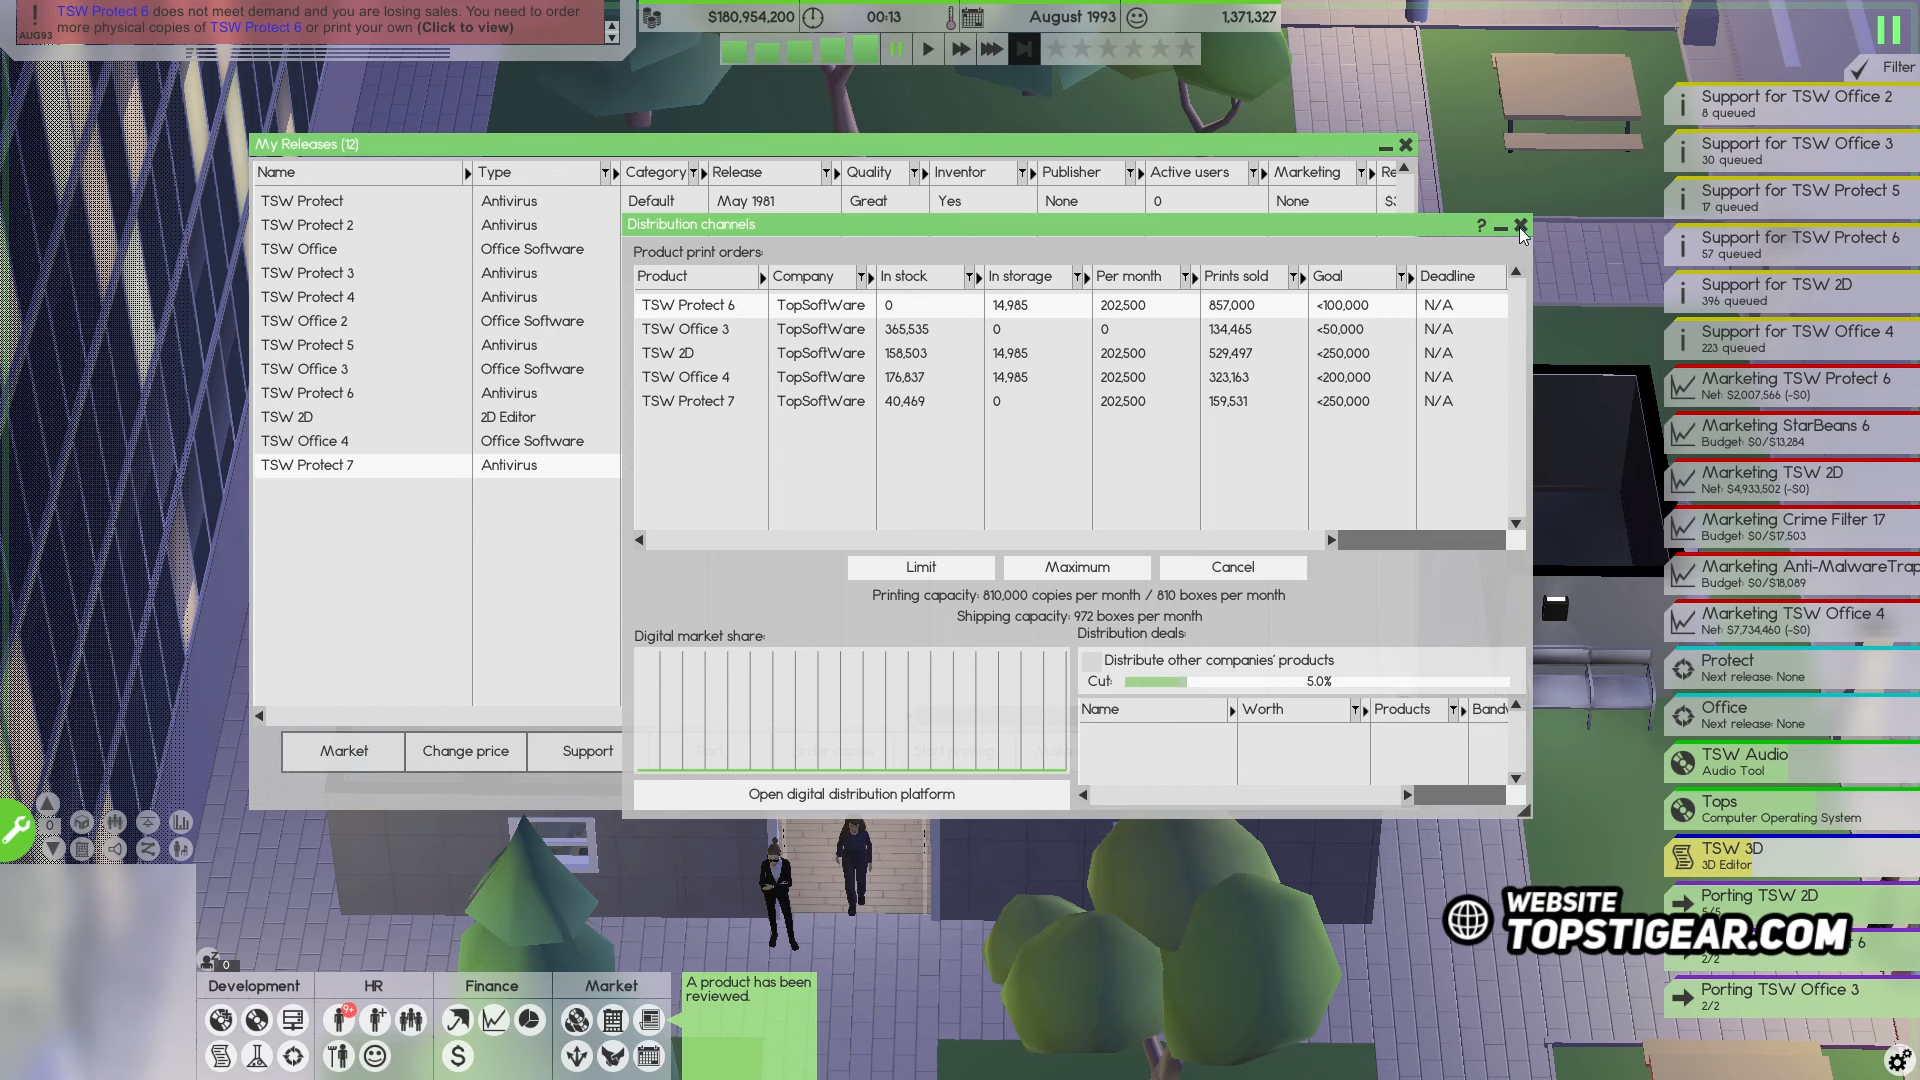 TSW Protect 6 does not meet demand and you are losing sales. You need to order
more physical copies of TSW Protect 6 or print your own (Click to view)
AUG93
$180,954,200
00:13
August 1993
1,371,327
Filter
Support for TSW Office 2
8 queued
Support for TSW Office 3
30 queued
Support for TSW Protect 5
17 queued
Support for TSW Protect 6
57 queued
Support for TSW 2D
396 queued
Support for TSW Office 4
223 queued
Marketing TSW Protect 6
Net: $2,007,566 (-$0)
Marketing StarBeans 6
Budget: $0/$13,284
Marketing TSW 2D
Net: $4,933,502 (-$0)
Marketing Crime Filter 17
Budget: $0/$17,503
Marketing Anti-MalwareTrap
Budget: $0/$18,089
Marketing TSW Office 4
Net: $7,734,460 (-$0)
Protect
Next release: None
Office
Next release: None
TSW Audio
Audio Tool
Tops
Computer Operating System
TSW 3D
3D Editor
Porting TSW 2D
5/5
6
2/2
Porting TSW Office 3
2/2
My Releases (12)
Name Type Category Release Quality Inventor Publisher Active users Marketing Re
TSW Protect Antivirus Default May 1981 Great Yes None 0 None
TSW Protect 2 Antivirus
TSW Office Office Software
TSW Protect 3 Antivirus
TSW Protect 4 Antivirus
TSW Office 2 Office Software
TSW Protect 5 Antivirus
TSW Office 3 Office Software
TSW Protect 6 Antivirus
TSW 2D 2D Editor
TSW Office 4 Office Software
TSW Protect 7 Antivirus
Market Change price Support
Distribution channels
?
Product print orders:
Product Company In stock In storage Per month Prints sold Goal Deadline
TSW Protect 6 TopSoftWare 0 14,985 202,500 857,000 <100,000 N/A
TSW Office 3 TopSoftWare 365,535 0 0 134,465 <50,000 N/A
TSW 2D TopSoftWare 158,503 14,985 202,500 529,497 <250,000 N/A
TSW Office 4 TopSoftWare 176,837 14,985 202,500 323,163 <200,000 N/A
TSW Protect 7 TopSoftWare 40,469 0 202,500 159,531 <250,000 N/A
Limit Maximum Cancel
Printing capacity: 810,000 copies per month / 810 boxes per month
Shipping capacity: 972 boxes per month
Digital market share:
Distribution deals:
Distribute other companies' products
Cut: 5.0%
Name Worth Products Bandw
Open digital distribution platform
0
0
Development HR Finance Market
9+
A product has been
reviewed.
WEBSITE
TOPSTIGEAR.COM